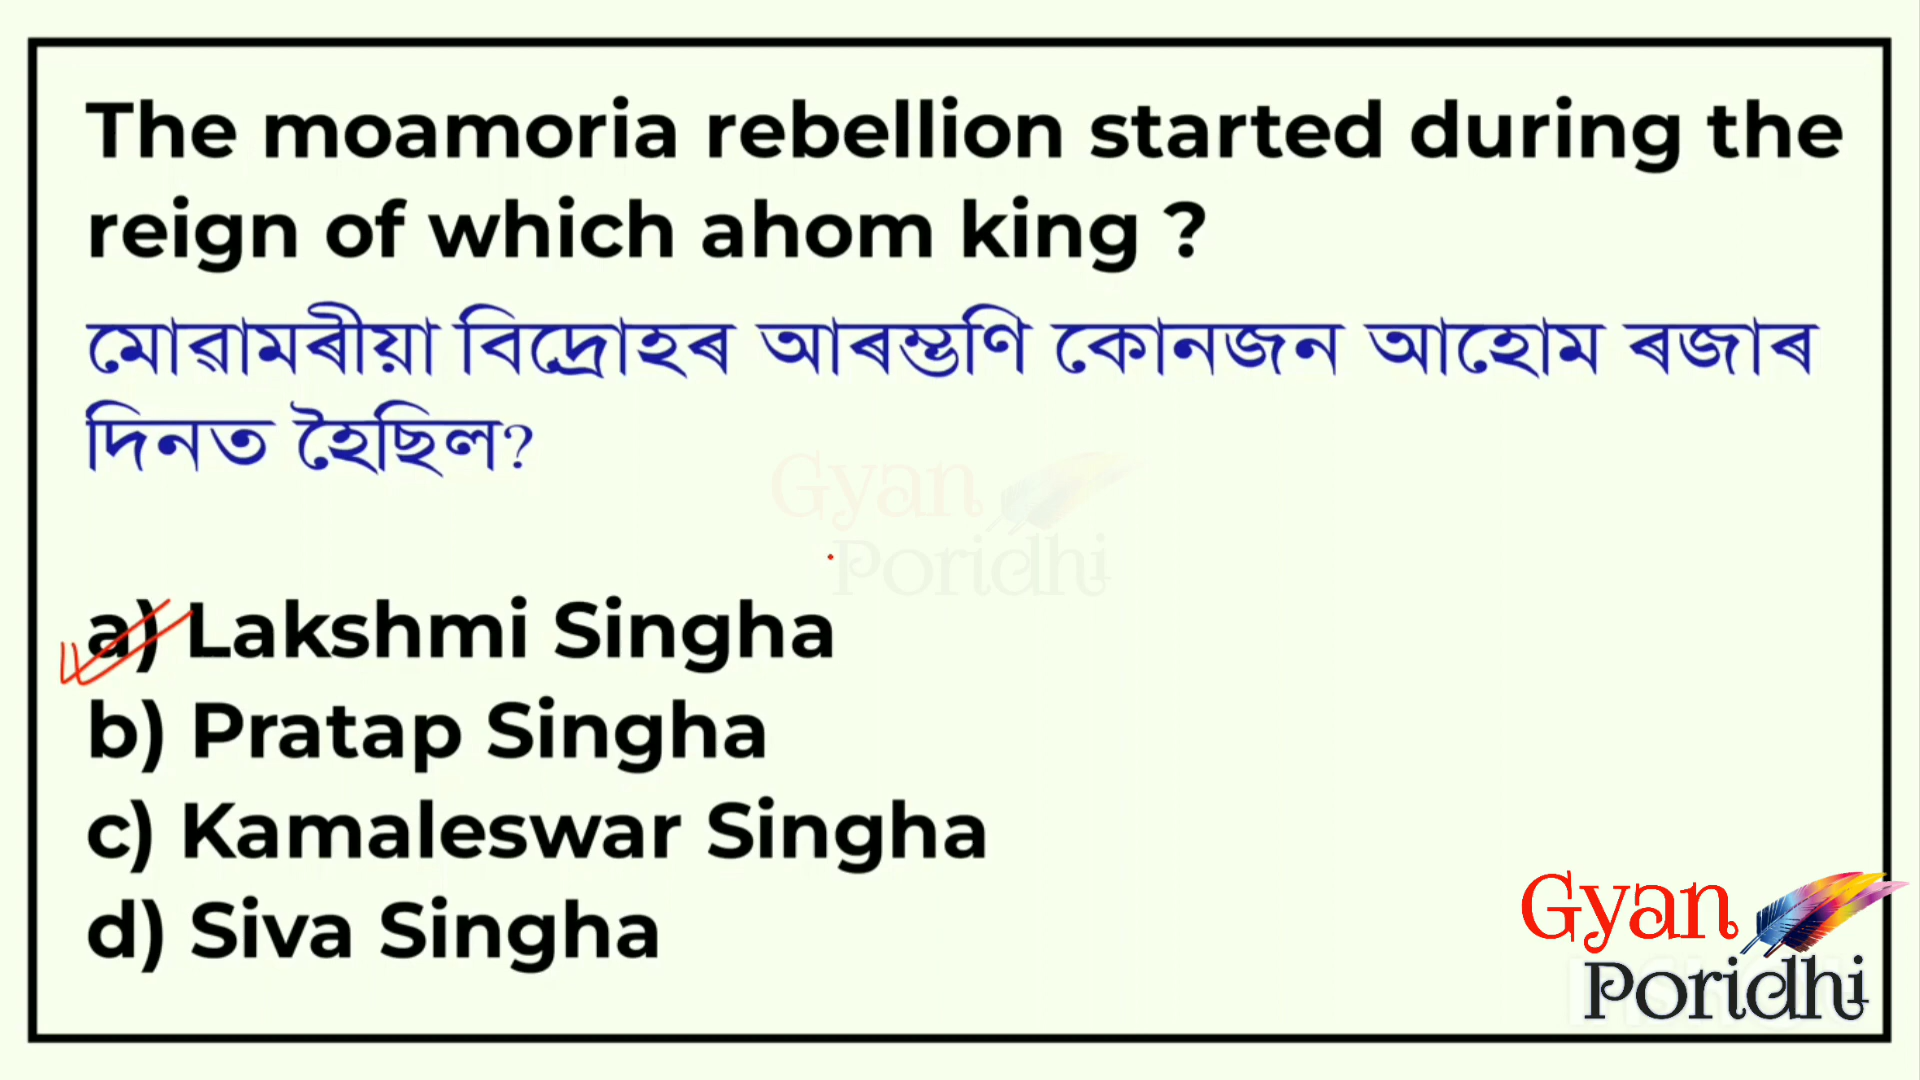 The moamoria rebellion started during the
reign of which ahom king ?
মোৱামৰীয়া বিদ্ৰোহৰ আৰম্ভণি কোনজন আহোম ৰজাৰ
দিনত হৈছিল?
Gyan
Poridhi
a) Lakshmi Singha
b) Pratap Singha
c) Kamaleswar Singha
d) Siva Singha
Gyan
Poridhi